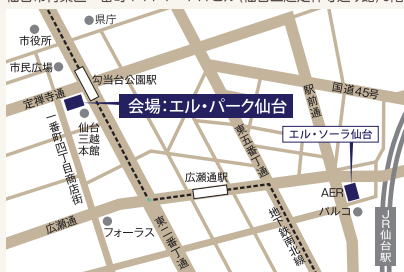 県庁
市役所
市民広場
勾当台公園駅
定禅寺通
会場：エル・パーク仙台
国道45号
駅前通
仙台
三越
本館
一番町四丁目商店街
東五番丁通
エル・ソーラ仙台
広瀬通駅
AER
パルコ
広瀬通
フォーラス
東二番丁通
地下鉄南北線
JR仙台駅